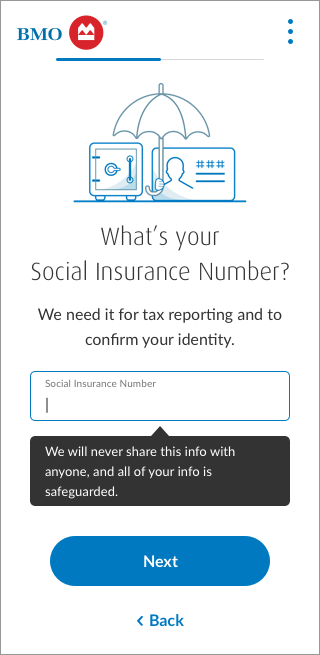 BMO
###
What's your
Social Insurance Number?
We need it for tax reporting and to
confirm your identity.
Social Insurance Number
We will never share this info with
anyone, and all of your info is
safeguarded.
Next
Back